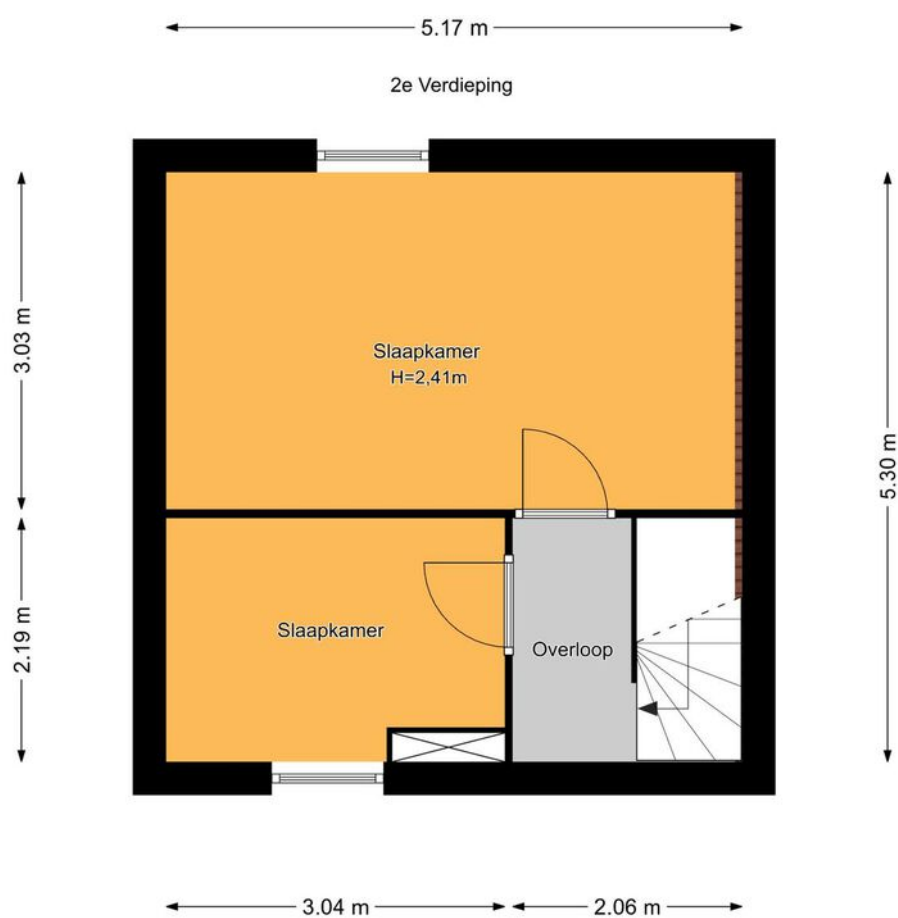 5.17 m
2e Verdieping
3.03 m
Slaapkamer
H=2,41m
5.30 m
2.19 m
Slaapkamer
Overloop
3.04 m
2.06 m